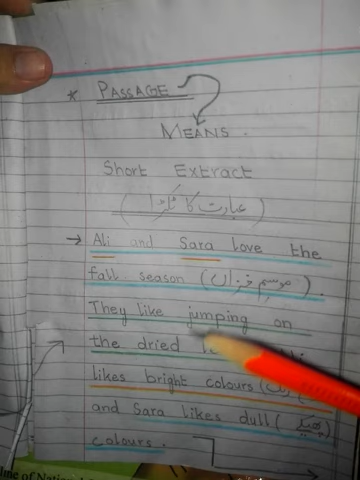 * PASSAGE
MEANS.
Short Extract
(عبارت کا ٹکڑا)
→ Ali and Sara love the
fall season (موسمِ خزاں).
They like jumping on
the dried
likes bright colours (
and Sara likes dull (پھیکے)
colours.